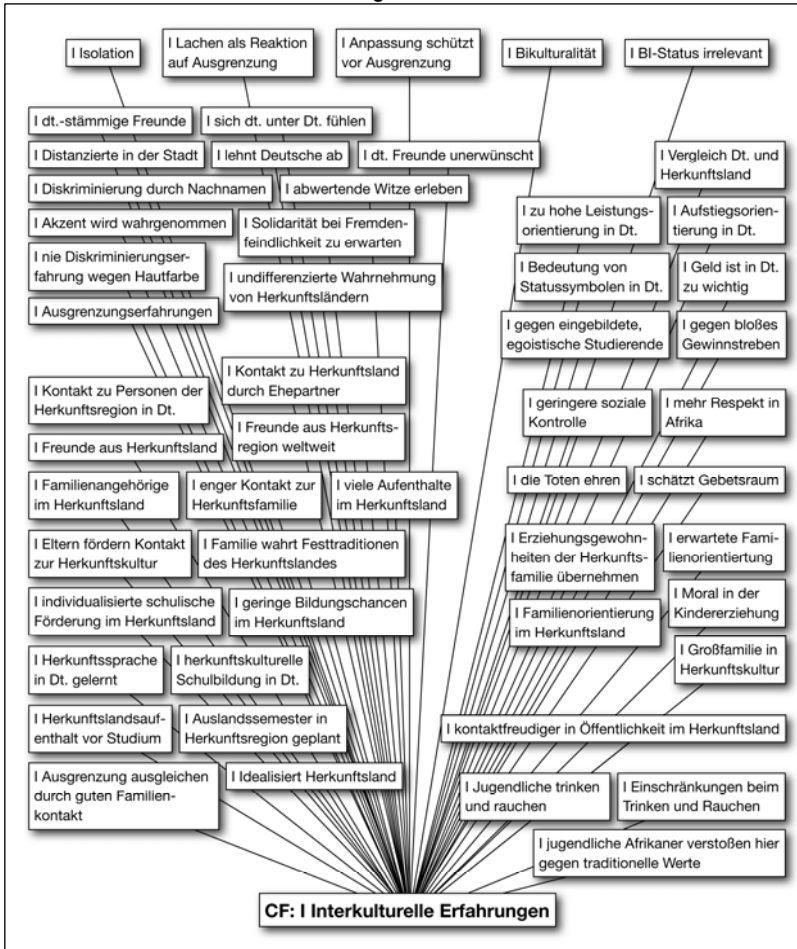 I Isolation
I Lachen als Reaktion
auf Ausgrenzung
I Anpassung schützt
vor Ausgrenzung
I Bikulturalität
I BI-Status irrelevant
I dt.-stämmige Freunde
I sich dt. unter Dt. fühlen
I Distanzierte in der Stadt
I lehnt Deutsche ab
I dt. Freunde unerwünscht
I Vergleich Dt. und
Herkunftsland
I Diskriminierung durch Nachnamen
I abwertende Witze erleben
I zu hohe Leistungs-
orientierung in Dt.
I Aufstiegsorien-
tierung in Dt.
I Akzent wird wahrgenommen
I Solidarität bei Fremden-
feindlichkeit zu erwarten
I nie Diskriminierungser-
fahrung wegen Hautfarbe
I undifferenzierte Wahrnehmung
von Herkunftsländern
I Bedeutung von
Statussymbolen in Dt.
I Geld ist in Dt.
zu wichtig
I Ausgrenzungserfahrungen
I gegen eingebildete,
egoistische Studierende
I gegen bloßes
Gewinnstreben
I Kontakt zu Personen der
Herkunftsregion in Dt.
I Kontakt zu Herkunftsland
durch Ehepartner
I geringere soziale
Kontrolle
I mehr Respekt in
Afrika
I Freunde aus Herkunftsland
I Freunde aus Herkunfts-
region weltweit
I Familienangehörige
im Herkunftsland
I enger Kontakt zur
Herkunftsfamilie
I viele Aufenthalte
im Herkunftsland
I die Toten ehren
I schätzt Gebetsraum
I Eltern fördern Kontakt
zur Herkunftskultur
I Familie wahrt Festtraditionen
des Herkunftslandes
I Erziehungsgewohn-
heiten der Herkunfts-
familie übernehmen
I erwartete Fami-
lienorientiertung
I individualisierte schulische
Förderung im Herkunftsland
I geringe Bildungschancen
im Herkunftsland
I Familienorientierung
im Herkunftsland
I Moral in der
Kindererziehung
I Herkunftssprache
in Dt. gelernt
I herkunftskulturelle
Schulbildung in Dt.
I Großfamilie in
Herkunftskultur
I Herkunftslandsauf-
enthalt vor Studium
I Auslandssemester in
Herkunftsregion geplant
I kontaktfreudiger in Öffentlichkeit im Herkunftsland
I Ausgrenzung ausgleichen
durch guten Familien-
kontakt
I Idealisiert Herkunftsland
I Jugendliche trinken
und rauchen
I Einschränkungen beim
Trinken und Rauchen
I jugendliche Afrikaner verstoßen hier
gegen traditionelle Werte
CF: I Interkulturelle Erfahrungen